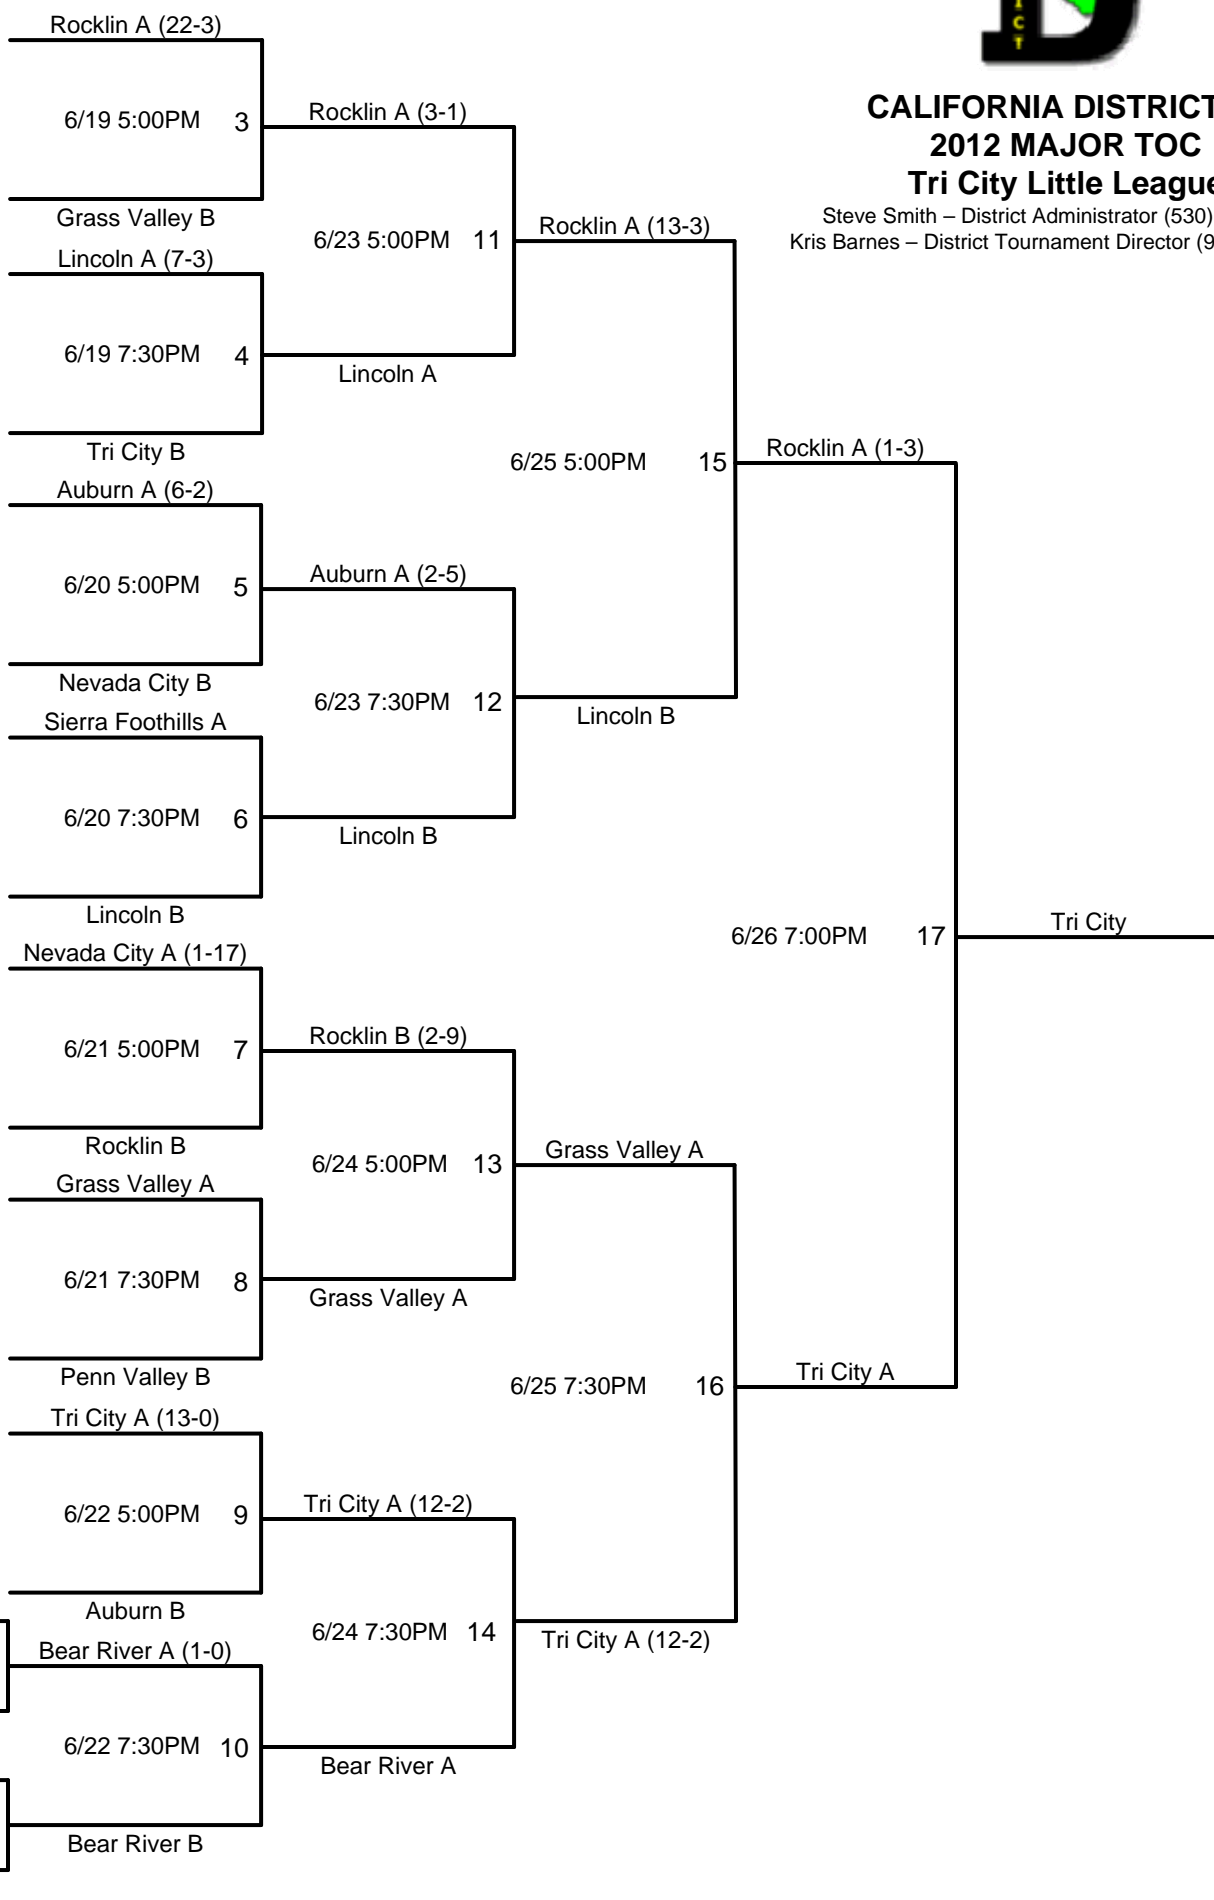 I
C
T
CALIFORNIA DISTRICT
2012 MAJOR TOC
Tri City Little League
Steve Smith – District Administrator (530)
Kris Barnes – District Tournament Director (9
Rocklin A (22-3)
6/19 5:00PM 3
Grass Valley B
Lincoln A (7-3)
6/19 7:30PM 4
Tri City B
Auburn A (6-2)
6/20 5:00PM 5
Nevada City B
Sierra Foothills A
6/20 7:30PM 6
Lincoln B
Nevada City A (1-17)
6/21 5:00PM 7
Rocklin B
Grass Valley A
6/21 7:30PM 8
Penn Valley B
Tri City A (13-0)
6/22 5:00PM 9
Auburn B
Bear River A (1-0)
6/22 7:30PM 10
Bear River B
Rocklin A (3-1)
6/23 5:00PM 11
Lincoln A
Auburn A (2-5)
6/23 7:30PM 12
Lincoln B
Rocklin B (2-9)
6/24 5:00PM 13
Grass Valley A
Tri City A (12-2)
6/24 7:30PM 14
Bear River A
Rocklin A (13-3)
6/25 5:00PM 15
Lincoln B
Grass Valley A
6/25 7:30PM 16
Tri City A (12-2)
Rocklin A (1-3)
6/26 7:00PM 17
Tri City A
Tri City